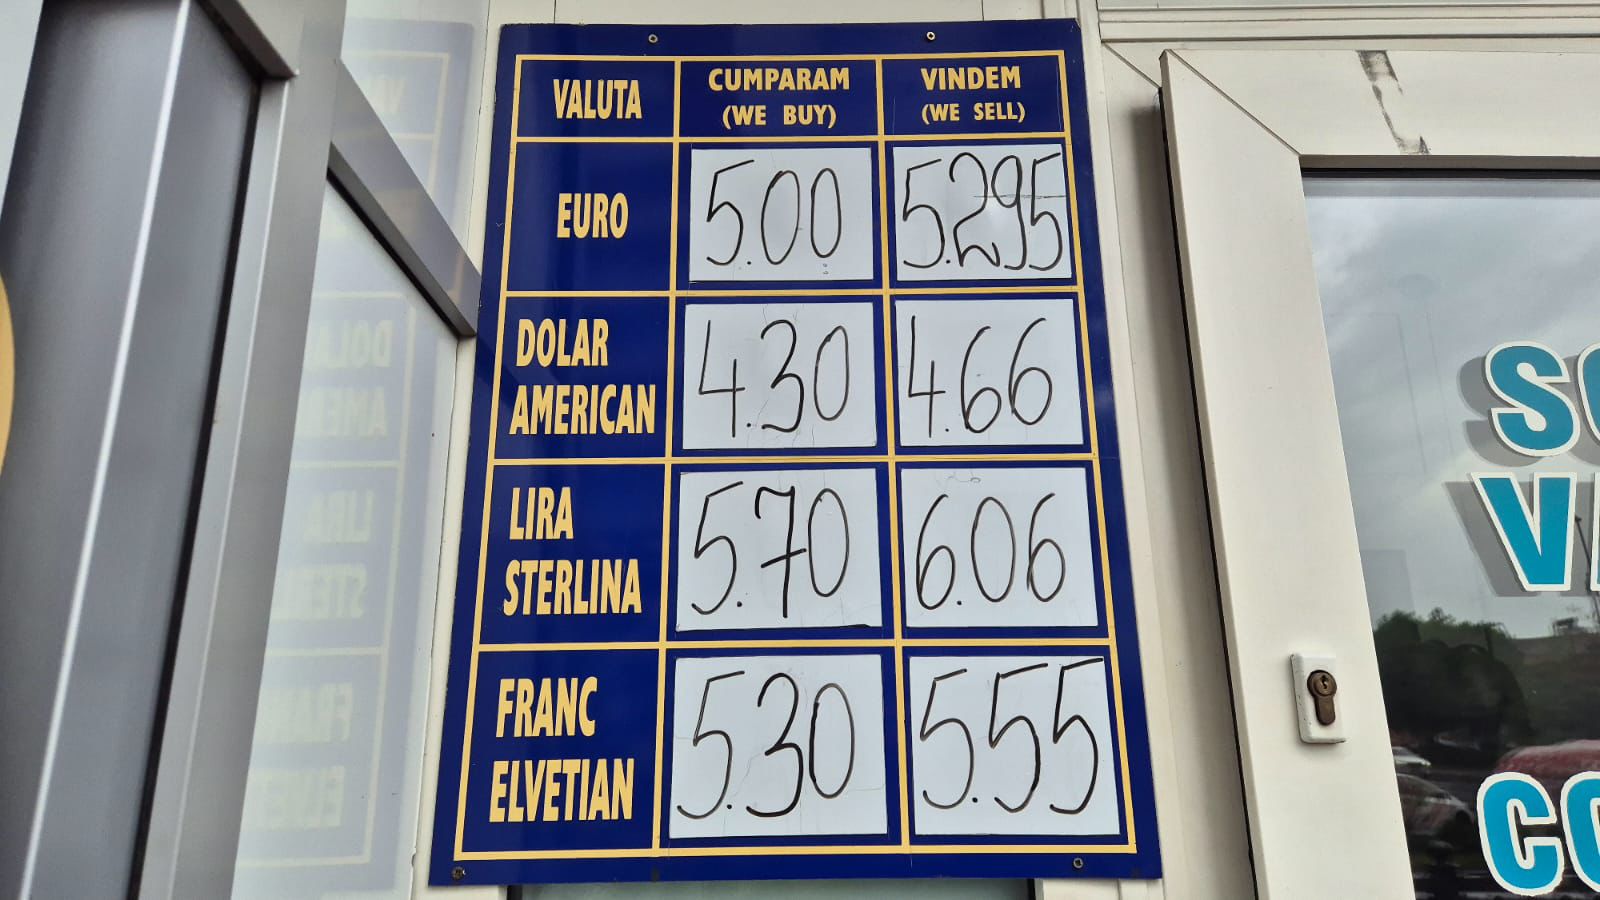 VALUTA
CUMPARAM
(WE BUY)
VINDEM
(WE SELL)
EURO
5.00
5.295
DOLAR
AMERICAN
4.30
4.66
LIRA
STERLINA
5.70
6.06
FRANC
ELVETIAN
5.30
5.55